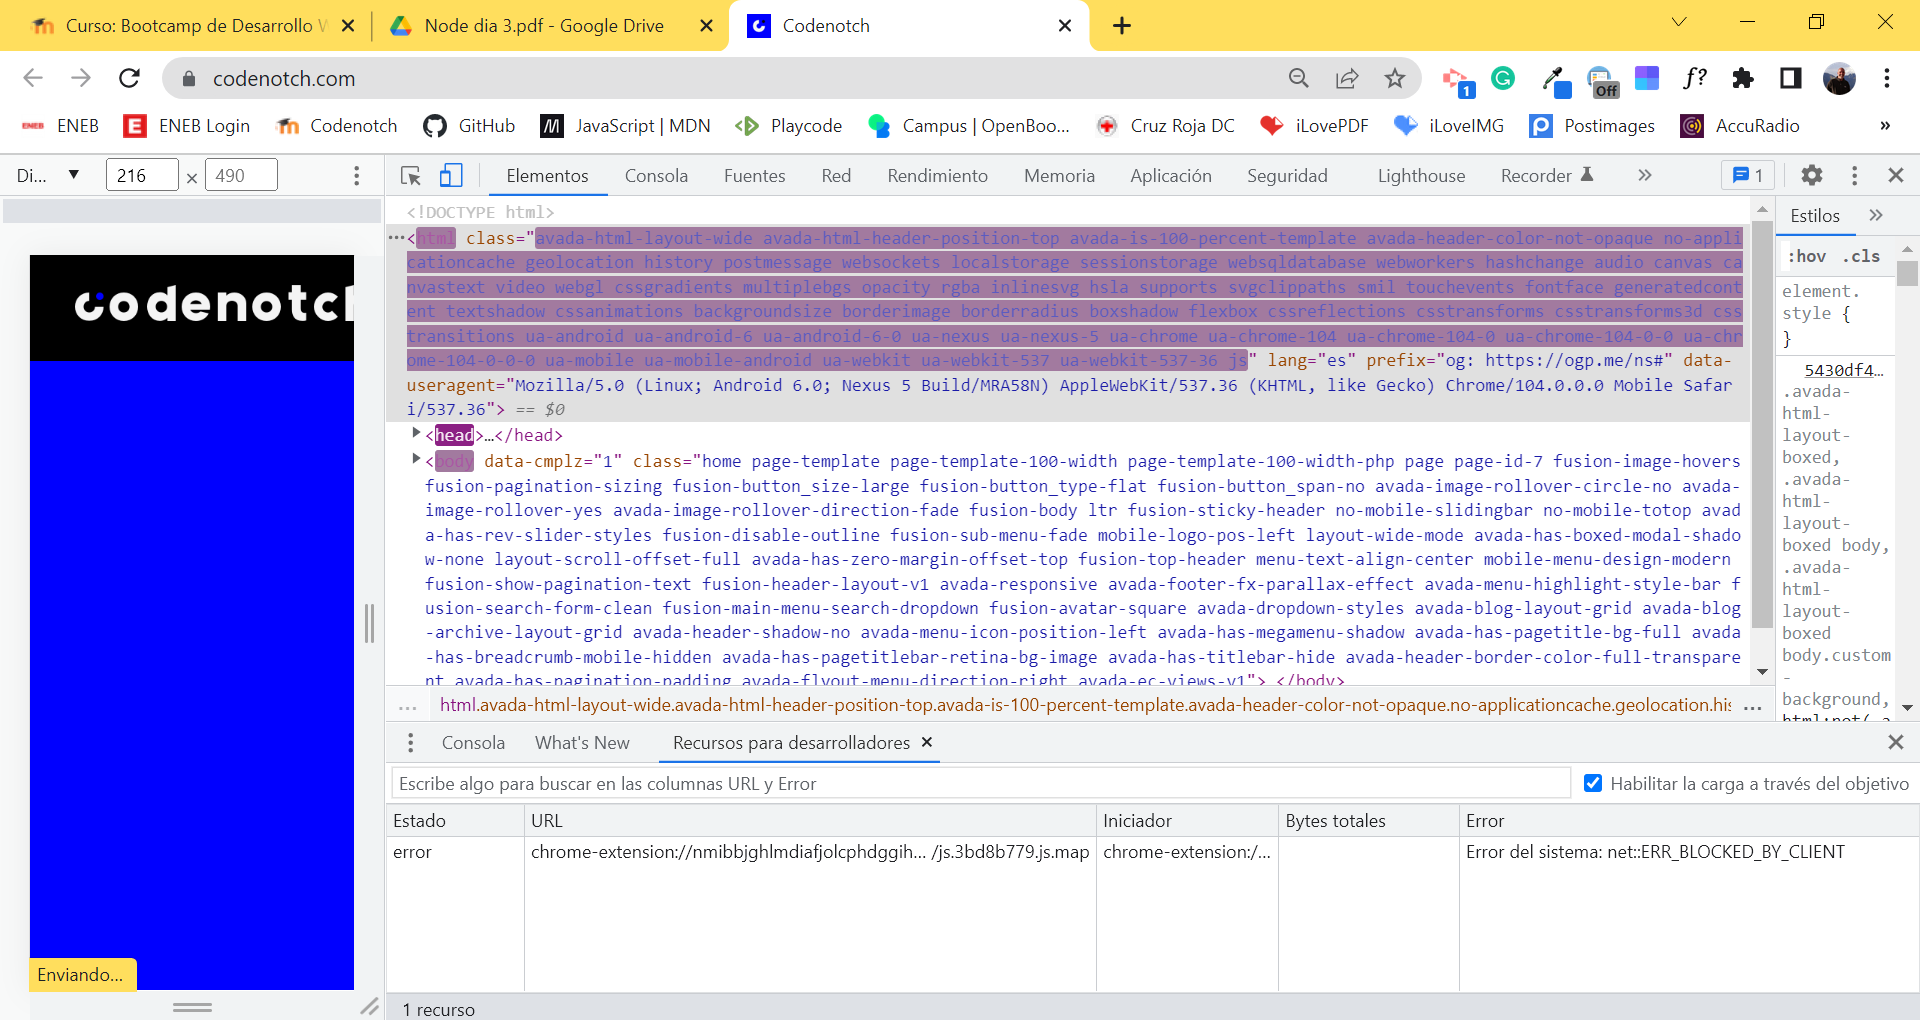 Curso: Bootcamp de Desarrollo W
Node dia 3.pdf - Google Drive
Codenotch
codenotch.com
1
Off
f?
ENEB
ENEB
ENEB Login
Codenotch
GitHub
JavaScript | MDN
Playcode
Campus | OpenBoo...
Cruz Roja DC
iLovePDF
iLoveIMG
Postimages
AccuRadio
»
Di... ▼ 216 × 490
Elementos
Consola
Fuentes
Red
Rendimiento
Memoria
Aplicación
Seguridad
Lighthouse
Recorder
»
1
codenotch
Enviando...
<!DOCTYPE html>
<html class="avada-html-layout-wide avada-html-header-position-top avada-is-100-percent-template avada-header-color-not-opaque no-appli
cationcache geolocation history postmessage websockets localstorage sessionstorage websqldatabase webworkers hashchange audio canvas ca
nvastext video webgl cssgradients multiplebgs opacity rgba inlinesvg hsla supports svgclippaths smil touchevents fontface generatedcont
ent textshadow cssanimations backgroundsize borderimage borderradius boxshadow flexbox cssreflections csstransforms csstransforms3d css
transitions ua-android ua-android-6 ua-android-6-0 ua-nexus ua-nexus-5 ua-chrome ua-chrome-104 ua-chrome-104-0 ua-chrome-104-0-0 ua-chr
ome-104-0-0-0 ua-mobile ua-mobile-android ua-webkit ua-webkit-537 ua-webkit-537-36 js" lang="es" prefix="og: https://ogp.me/ns#" data-
useragent="Mozilla/5.0 (Linux; Android 6.0; Nexus 5 Build/MRA58N) AppleWebKit/537.36 (KHTML, like Gecko) Chrome/104.0.0.0 Mobile Safar
i/537.36"> == $0
<head>…</head>
<body data-cmplz="1" class="home page-template page-template-100-width page-template-100-width-php page page-id-7 fusion-image-hovers
fusion-pagination-sizing fusion-button_size-large fusion-button_type-flat fusion-button_span-no avada-image-rollover-circle-no avada-
image-rollover-yes avada-image-rollover-direction-fade fusion-body ltr fusion-sticky-header no-mobile-slidingbar no-mobile-totop avad
a-has-rev-slider-styles fusion-disable-outline fusion-sub-menu-fade mobile-logo-pos-left layout-wide-mode avada-has-boxed-modal-shado
w-none layout-scroll-offset-full avada-has-zero-margin-offset-top fusion-top-header menu-text-align-center mobile-menu-design-modern
fusion-show-pagination-text fusion-header-layout-v1 avada-responsive avada-footer-fx-parallax-effect avada-menu-highlight-style-bar f
usion-search-form-clean fusion-main-menu-search-dropdown fusion-avatar-square avada-dropdown-styles avada-blog-layout-grid avada-blog
-archive-layout-grid avada-header-shadow-no avada-menu-icon-position-left avada-has-megamenu-shadow avada-has-pagetitle-bg-full avada
-has-breadcrumb-mobile-hidden avada-has-pagetitlebar-retina-bg-image avada-has-titlebar-hide avada-header-border-color-full-transpare
nt avada-has-pagination-padding avada-flyout-menu-direction-right avada-ec-views-v1"> </body>
... html.avada-html-layout-wide.avada-html-header-position-top.avada-is-100-percent-template.avada-header-color-not-opaque.no-applicationcache.geolocation.his ...
Estilos »
:hov .cls
element.
style {
}
5430df4…
.avada-
html-
layout-
boxed,
.avada-
html-
layout-
boxed body,
.avada-
html-
layout-
boxed
body.custom
-
background,
html:not(.a
Consola
What's New
Recursos para desarrolladores
Escribe algo para buscar en las columnas URL y Error
Habilitar la carga a través del objetivo
Estado URL Iniciador Bytes totales Error
error chrome-extension://nmibbjghlmdiafjolcphdggih... /js.3bd8b779.js.map chrome-extension:/... Error del sistema: net::ERR_BLOCKED_BY_CLIENT
1 recurso